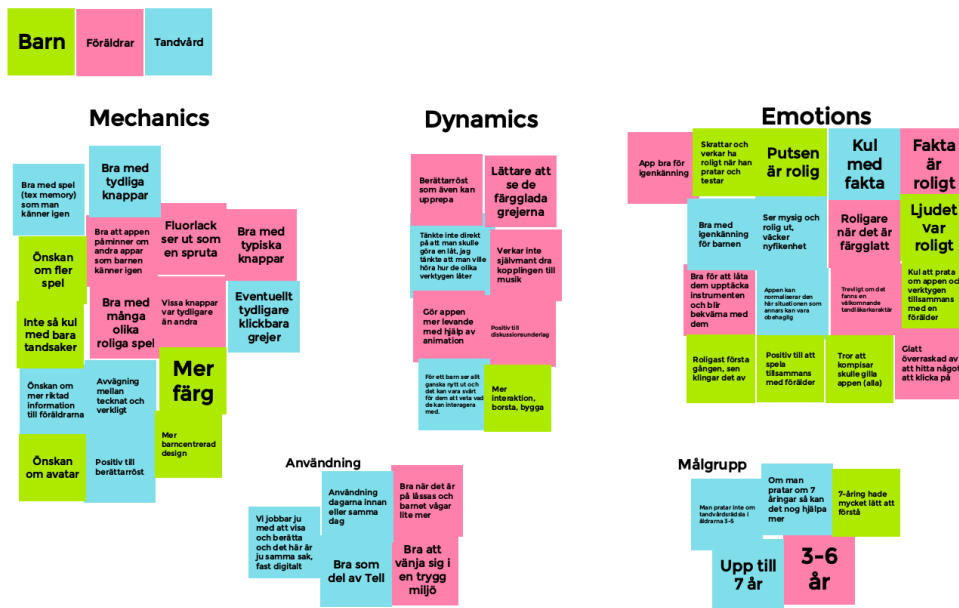 Barn
Föräldrar
Tandvård
Mechanics
Bra med spel
(tex memory)
som man
känner igen
Bra med
tydliga
knappar
Önskan
om fler
spel
Bra att appen
påminner om
andra appar
som barnen
känner igen
Fluorlack
ser ut som
en spruta
Bra med
typiska
knappar
Inte så kul
med bara
tandsaker
Bra med
många
olika
roliga spel
Vissa knappar
var tydligare
än andra
Eventuellt
tydligare
klickbara
grejer
Önskan om
mer riktad
information
till föräldrarna
Avvägning
mellan
tecknat och
verkligt
Mer
färg
Önskan
om avatar
Positiv till
berättarröst
Mer
barncentrerad
design
Dynamics
Berättarröst
som även kan
upprepa
Lättare att
se de
färgglada
grejerna
Tänkte inte direkt
på att man skulle
göra en låt, jag
tänkte att man ville
höra hur de olika
verktygen låter
Verkar inte
självmant dra
kopplingen till
musik
Gör appen
mer levande
med hjälp av
animation
Positiv till
diskussionsunderlag
För ett barn ser allt
ganska nytt ut och
det kan vara svårt
för dem att veta vad
de kan interagera
med.
Mer
interaktion,
borsta, bygga
Emotions
App bra för
igenkänning
Skrattar och
verkar ha
roligt när han
pratar och
testar
Putsen
är rolig
Kul
med
fakta
Fakta
är
roligt
Bra med
igenkänning
för barnen
Ser mysig och
rolig ut,
väcker
nyfikenhet
Roligare
när det är
färgglatt
Ljudet
var
roligt
Bra för att låta
dem upptäcka
instrumenten
och blir
bekväma med
dem
Appen kan
normaliserar den
här situationen som
annars kan vara
obehaglig
Trevligt om det
fanns en
välkomnande
tandläkarkaraktär
Kul att prata
om appen och
verktygen
tillsammans
med en
förälder
Roligast första
gången, sen
klingar det av
Positiv till att
spela
tillsammans
med förälder
Tror att
kompisar
skulle gilla
appen (alla)
Glatt
överraskad av
att hitta något
att klicka på
Användning
Vi jobbar ju
med att visa
och berätta
och det här är
ju samma sak,
fast digitalt
Användning
dagarna innan
eller samma
dag
Bra när det är
på låssas och
barnet vågar
lite mer
Bra som
del av Tell
Bra att
vänja sig i
en trygg
miljö
Målgrupp
Man pratar inte om
tandvårdsrädsla i
åldrarna 3-5
Om man
pratar om 7
åringar så kan
det nog hjälpa
mer
7-åring hade
mycket lätt att
förstå
Upp till
7 år
3-6
år